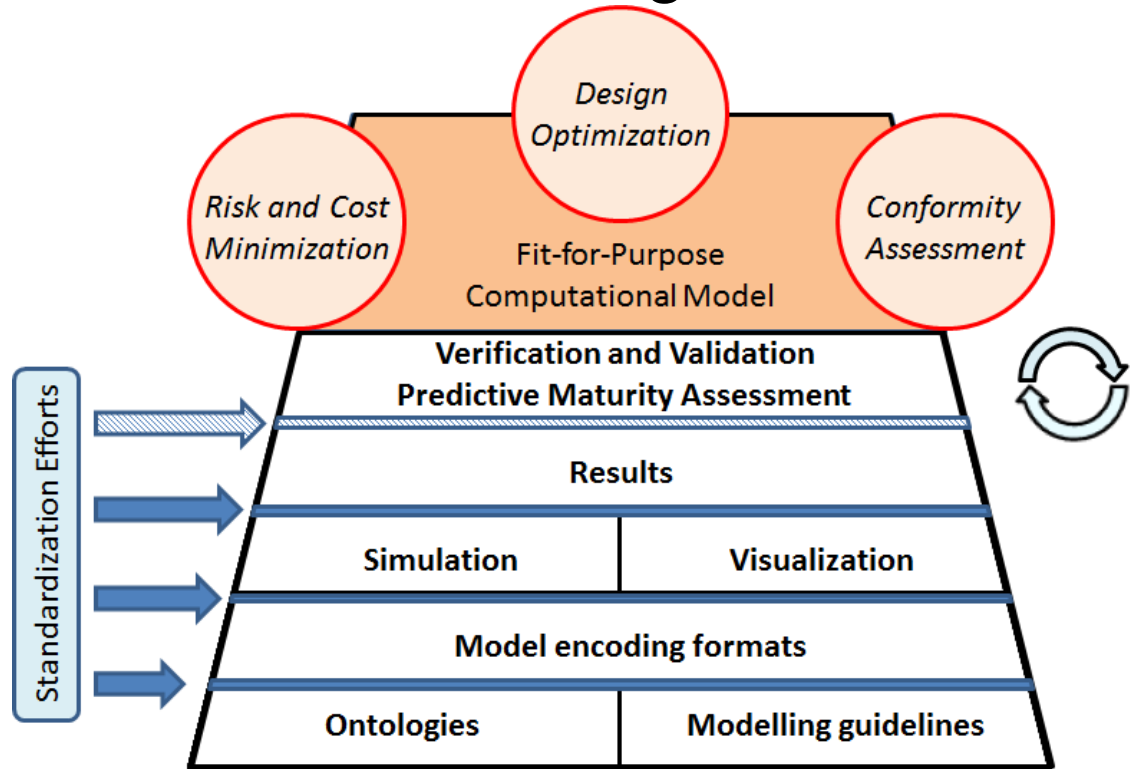 Design
Optimization
Risk and Cost
Minimization
Conformity
Assessment
Fit-for-Purpose
Computational Model
Verification and Validation
Predictive Maturity Assessment
Results
Simulation
Visualization
Model encoding formats
Ontologies
Modelling guidelines
Standardization Efforts